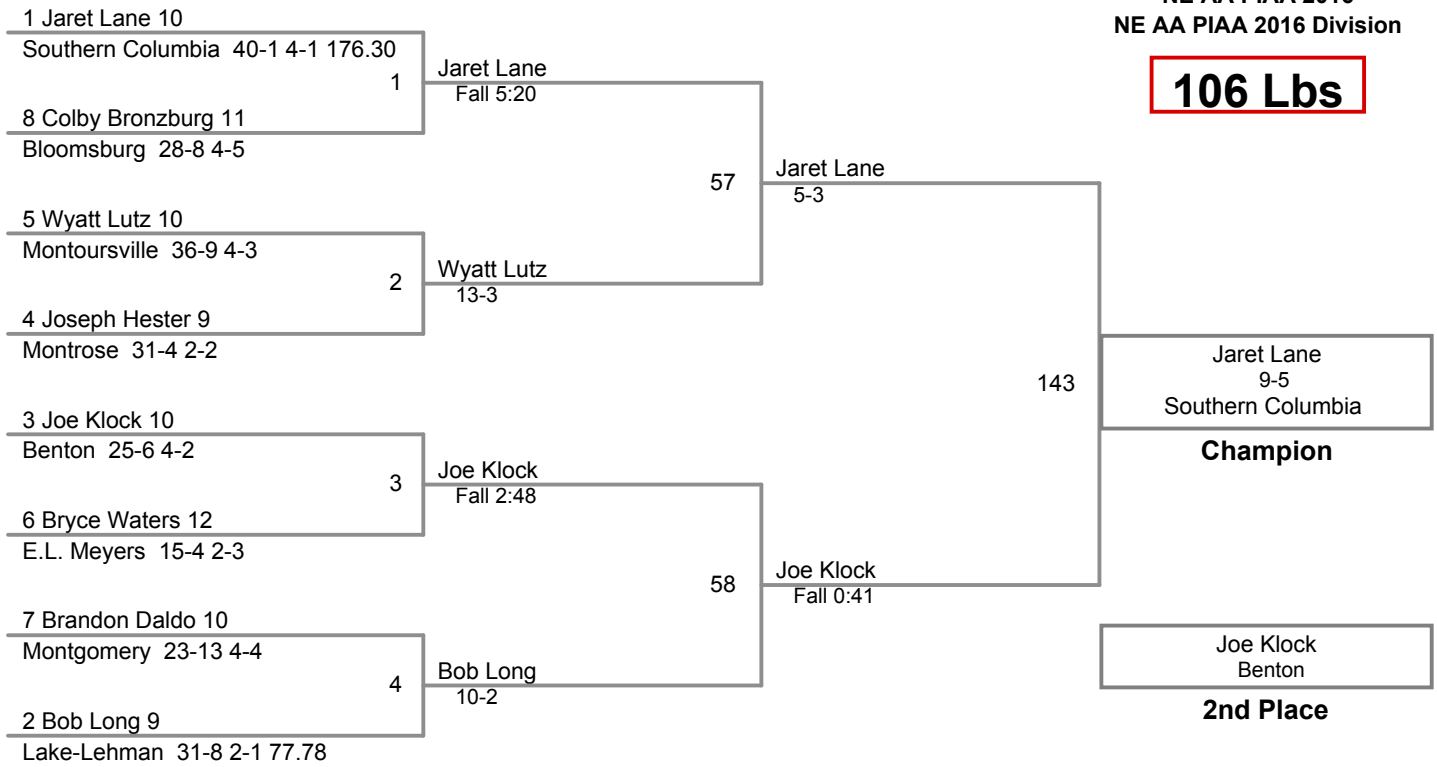 NE AA PIAA 2016 Division
106 Lbs
1 Jaret Lane 10
Southern Columbia 40-1 4-1 176.30
1
8 Colby Bronzburg 11
Bloomsburg 28-8 4-5
5 Wyatt Lutz 10
Montoursville 36-9 4-3
2
4 Joseph Hester 9
Montrose 31-4 2-2
3 Joe Klock 10
Benton 25-6 4-2
3
6 Bryce Waters 12
E.L. Meyers 15-4 2-3
7 Brandon Daldo 10
Montgomery 23-13 4-4
4
2 Bob Long 9
Lake-Lehman 31-8 2-1 77.78
Jaret Lane
Fall 5:20
57
Wyatt Lutz
13-3
Joe Klock
Fall 2:48
58
Bob Long
10-2
Jaret Lane
5-3
143
Joe Klock
Fall 0:41
Jaret Lane
9-5
Southern Columbia
Champion
Joe Klock
Benton
2nd Place